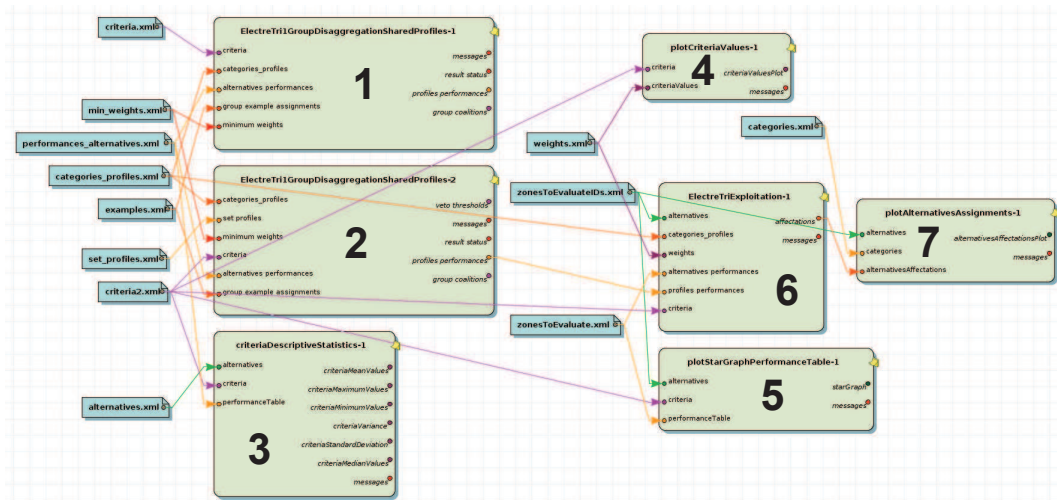 criteria.xml
min_weights.xml
performances_alternatives.xml
categories_profiles.xml
examples.xml
set_profiles.xml
criteria2.xml
alternatives.xml
ElectreTri1GroupDisaggregationSharedProfiles-1
criteria
categories_profiles
alternatives performances
group example assignments
minimum weights
1
messages
result status
profiles performances
group coalitions
ElectreTri1GroupDisaggregationSharedProfiles-2
categories_profiles
set profiles
minimum weights
criteria
alternatives performances
group example assignments
2
veto thresholds
messages
result status
profiles performances
group coalitions
criteriaDescriptiveStatistics-1
alternatives
criteria
performanceTable
3
criteriaMeanValues
criteriaMaximumValues
criteriaMinimumValues
criteriaVariance
criteriaStandardDeviation
criteriaMedianValues
messages
plotCriteriaValues-1
criteria
criteriaValues
4
criteriaValuesPlot
messages
weights.xml
zonesToEvaluateIDs.xml
zonesToEvaluate.xml
categories.xml
ElectreTriExploitation-1
alternatives
categories_profiles
weights
alternatives performances
profiles performances
criteria
6
affectations
messages
plotStarGraphPerformanceTable-1
alternatives
criteria
performanceTable
5
starGraph
messages
plotAlternativesAssignments-1
alternatives
categories
alternativesAffectations
7
alternativesAffectationsPlot
messages